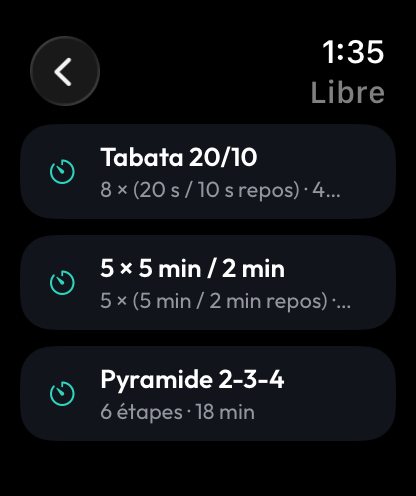 1:35
Libre
Tabata 20/10
8 × (20 s / 10 s repos) · 4...
5 × 5 min / 2 min
5 × (5 min / 2 min repos) ·...
Pyramide 2-3-4
6 étapes · 18 min